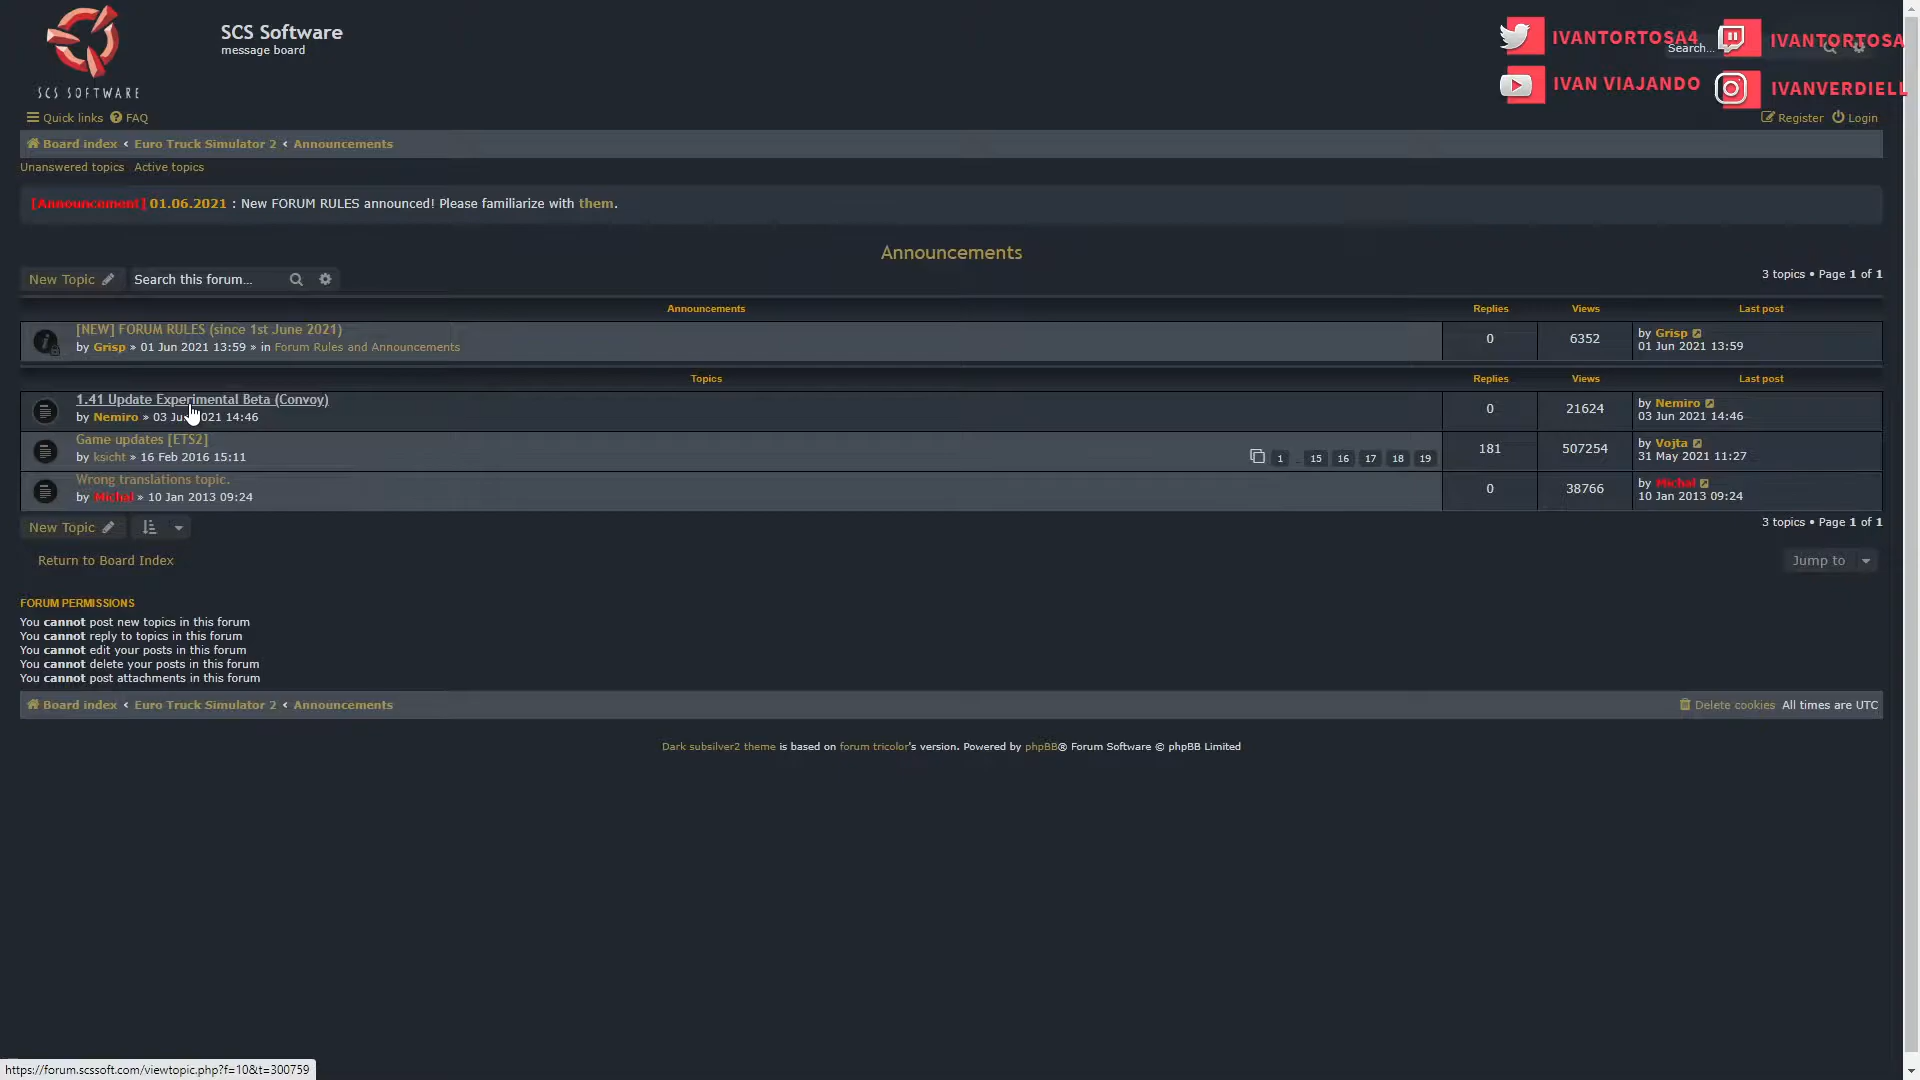 SCS Software
message board
SCS SOFTWARE
IVANTORTOSA4
Search...
IVANTORTOSA
IVAN VIAJANDO
IVANVERDIELL
Quick links FAQ
Register Login
Board index ‹ Euro Truck Simulator 2 ‹ Announcements
Unanswered topics Active topics
[Announcement] 01.06.2021 : New FORUM RULES announced! Please familiarize with them.
Announcements
New Topic Search this forum...
3 topics • Page 1 of 1
Announcements Replies Views Last post
[NEW] FORUM RULES (since 1st June 2021)
by Grisp » 01 Jun 2021 13:59 » in Forum Rules and Announcements
0 6352
by Grisp
01 Jun 2021 13:59
Topics Replies Views Last post
1.41 Update Experimental Beta (Convoy)
by Nemiro » 03 Ju 2021 14:46
0 21624
by Nemiro
03 Jun 2021 14:46
Game updates [ETS2]
by ksicht » 16 Feb 2016 15:11
1 … 15 16 17 18 19
181 507254
by Vojta
31 May 2021 11:27
Wrong translations topic.
by Michal » 10 Jan 2013 09:24
0 38766
by Michal
10 Jan 2013 09:24
New Topic
3 topics • Page 1 of 1
Return to Board Index
Jump to
FORUM PERMISSIONS
You cannot post new topics in this forum
You cannot reply to topics in this forum
You cannot edit your posts in this forum
You cannot delete your posts in this forum
You cannot post attachments in this forum
Board index ‹ Euro Truck Simulator 2 ‹ Announcements
Delete cookies All times are UTC
Dark subsilver2 theme is based on forum tricolor's version. Powered by phpBB® Forum Software © phpBB Limited
https://forum.scssoft.com/viewtopic.php?f=10&t=300759